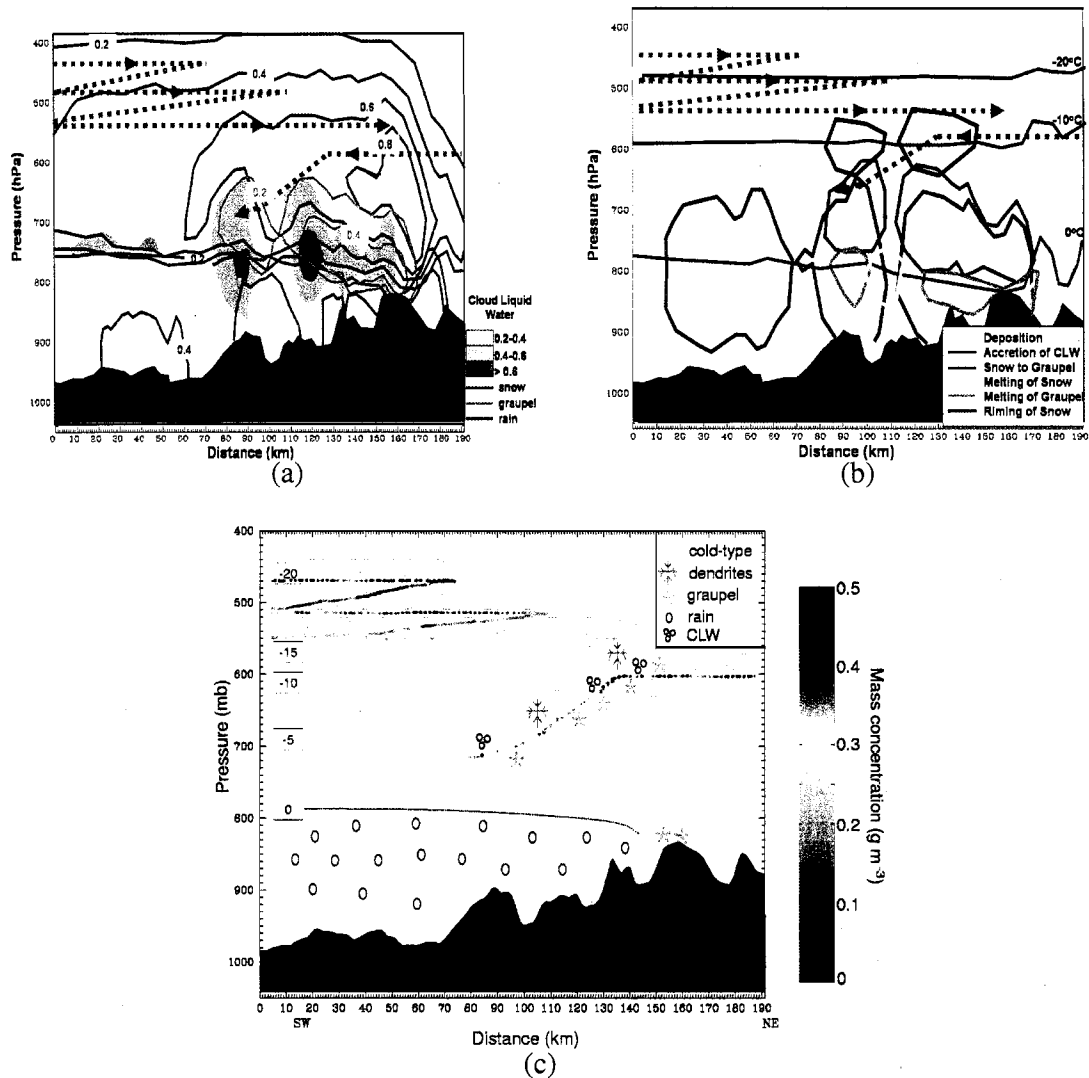 400
500
600
700
800
900
1000
Pressure (hPa)
0.2
0.4
0.6
0.8
0.2
0.4
0.2
0.4
Cloud Liquid
Water
0.2-0.4
0.4-0.6
> 0.6
snow
graupel
rain
0 10 20 30 40 50 60 70 80 90 100 110 120 130 140 150 160 170 180 190
Distance (km)
(a)
400
500
600
700
800
900
1000
Pressure (hPa)
-20°C
-10°C
0°C
Deposition
Accretion of CLW
Snow to Graupel
Melting of Snow
Melting of Graupel
Riming of Snow
0 10 20 30 40 50 60 70 80 90 100 110 120 130 140 150 160 170 180 190
Distance (km)
(b)
400
500
600
700
800
900
1000
Pressure (mb)
-20
-15
-10
-5
0
cold-type
dendrites
graupel
rain
CLW
0 10 20 30 40 50 60 70 80 90 100 110 120 130 140 150 160 170 180 190
SW
NE
Distance (km)
0.5
0.4
0.3
0.2
0.1
0
Mass concentration (g m-3)
(c)